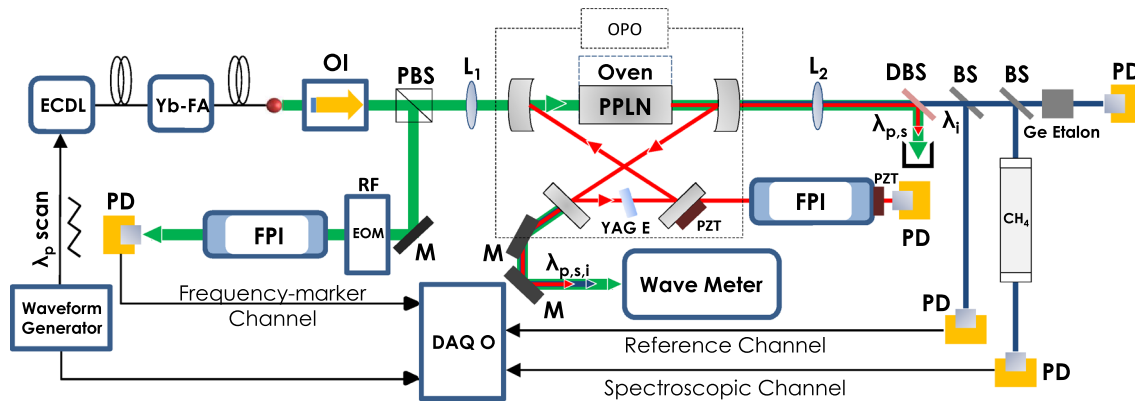 OPO
ECDL
Yb-FA
OI
PBS
L1
Oven
PPLN
L2
DBS
BS
BS
PD
λp,s
λi
Ge Etalon
λp scan
PD
FPI
RF
EOM
M
YAG E
PZT
FPI
PZT
PD
CH4
M
λp,s,i
M
Wave Meter
Waveform
Generator
Frequency-marker
Channel
DAQ O
Reference Channel
PD
Spectroscopic Channel
PD